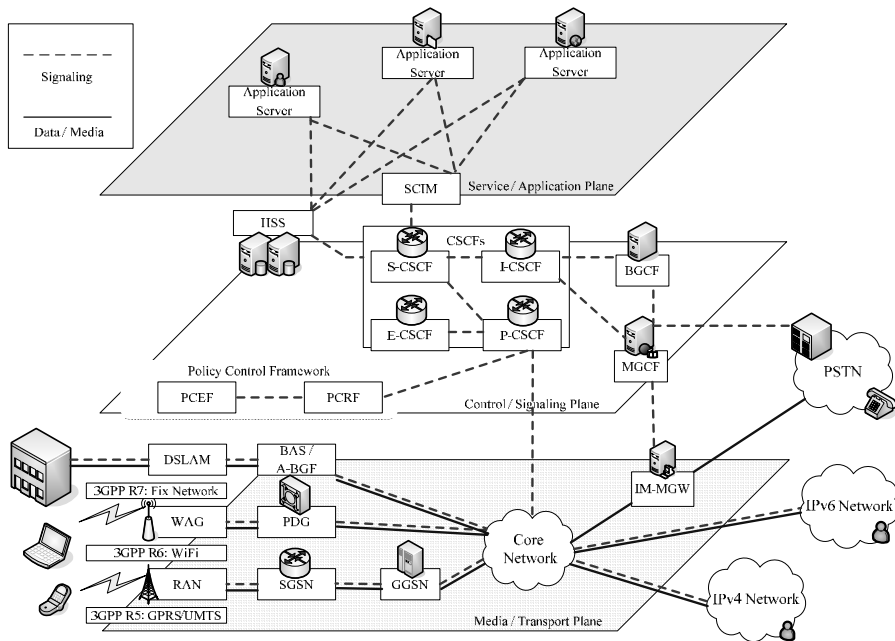 Signaling
Data / Media
Application
Server
Application
Server
Application
Server
SCIM
Service / Application Plane
HSS
CSCFs
S-CSCF
I-CSCF
BGCF
E-CSCF
P-CSCF
MGCF
PSTN
Policy Control Framework
PCEF
PCRF
Control / Signaling Plane
DSLAM
BAS /
A-BGF
IM-MGW
3GPP R7: Fix Network
WAG
PDG
Core
Network
IPv6 Network
3GPP R6: WiFi
RAN
SGSN
GGSN
IPv4 Network
3GPP R5: GPRS/UMTS
Media / Transport Plane